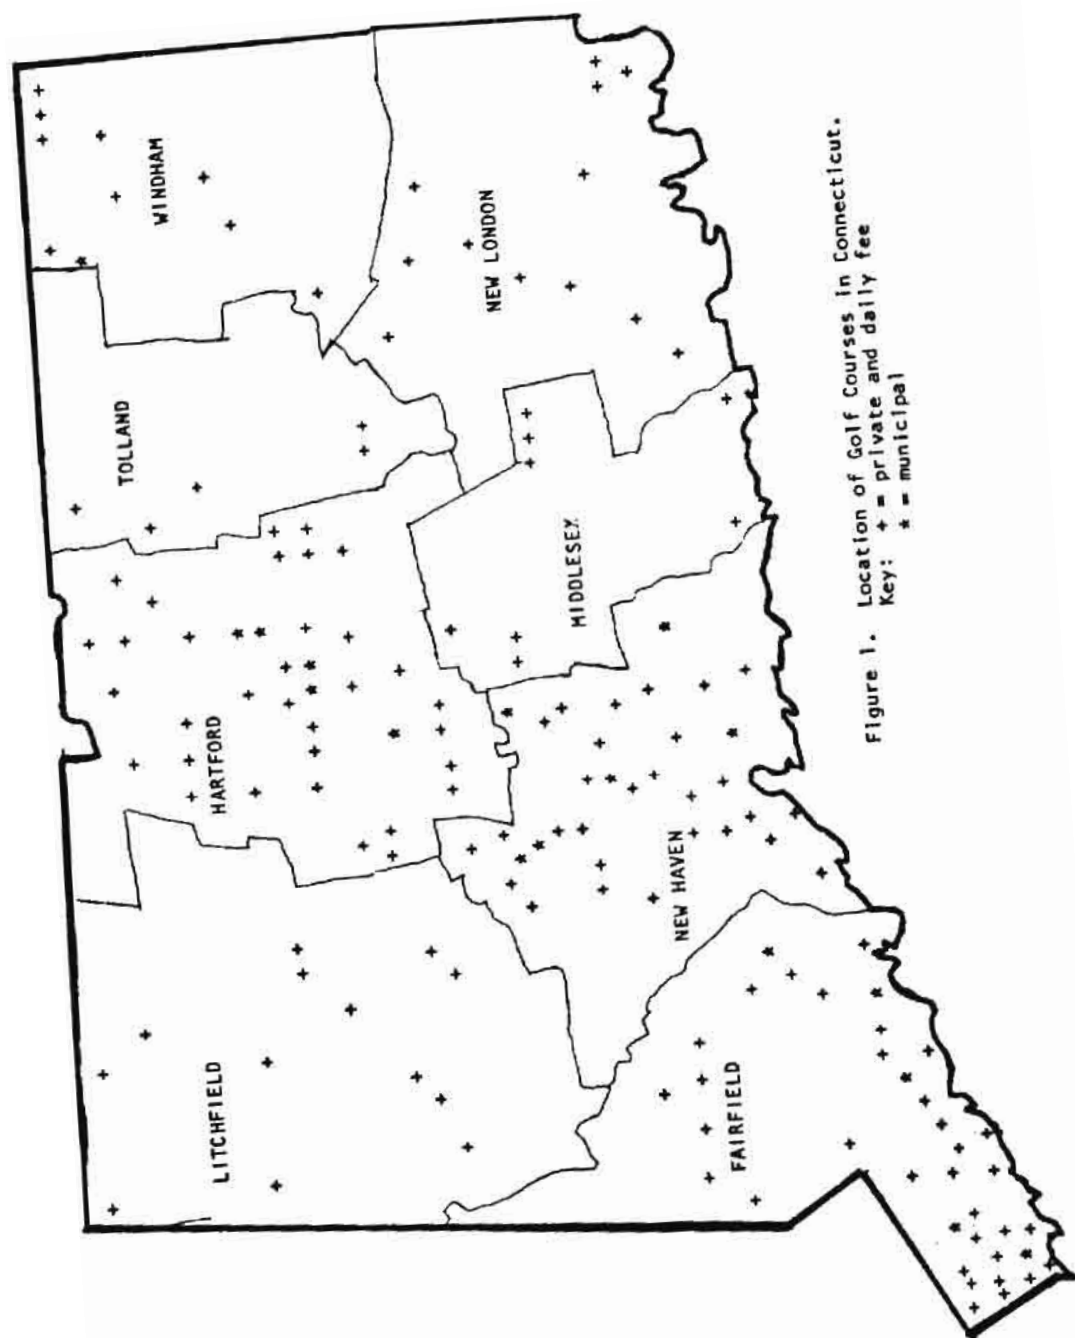 LITCHFIELD
HARTFORD
TOLLAND
WINDHAM
FAIRFIELD
NEW HAVEN
MIDDLESEX
NEW LONDON
Figure 1. Location of Golf Courses in Connecticut.
Key: + = private and daily fee
* = municipal